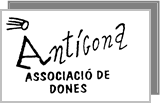 Antígona
ASSOCIACIÓ DE
DONES